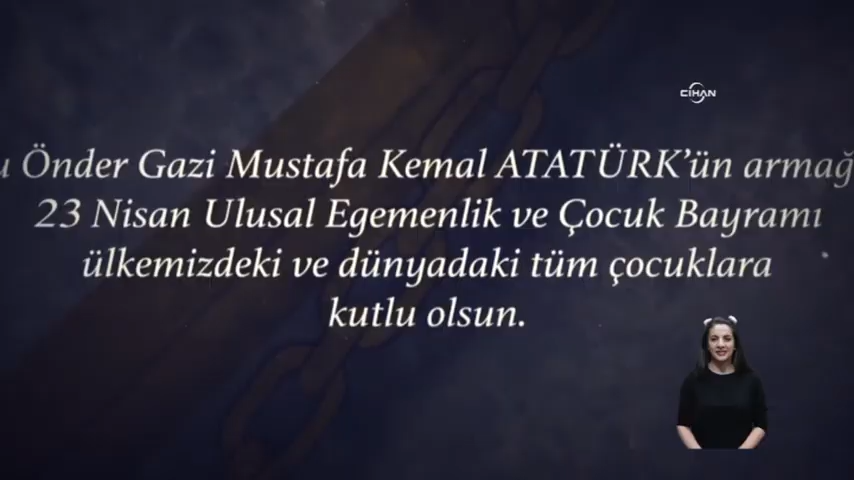 CİHAN
Önder Gazi Mustafa Kemal ATATÜRK'ün
23 Nisan Ulusal Egemenlik ve Çocuk Bayramı
ülkemizdeki ve dünyadaki tüm çocuklara
kutlu olsun.